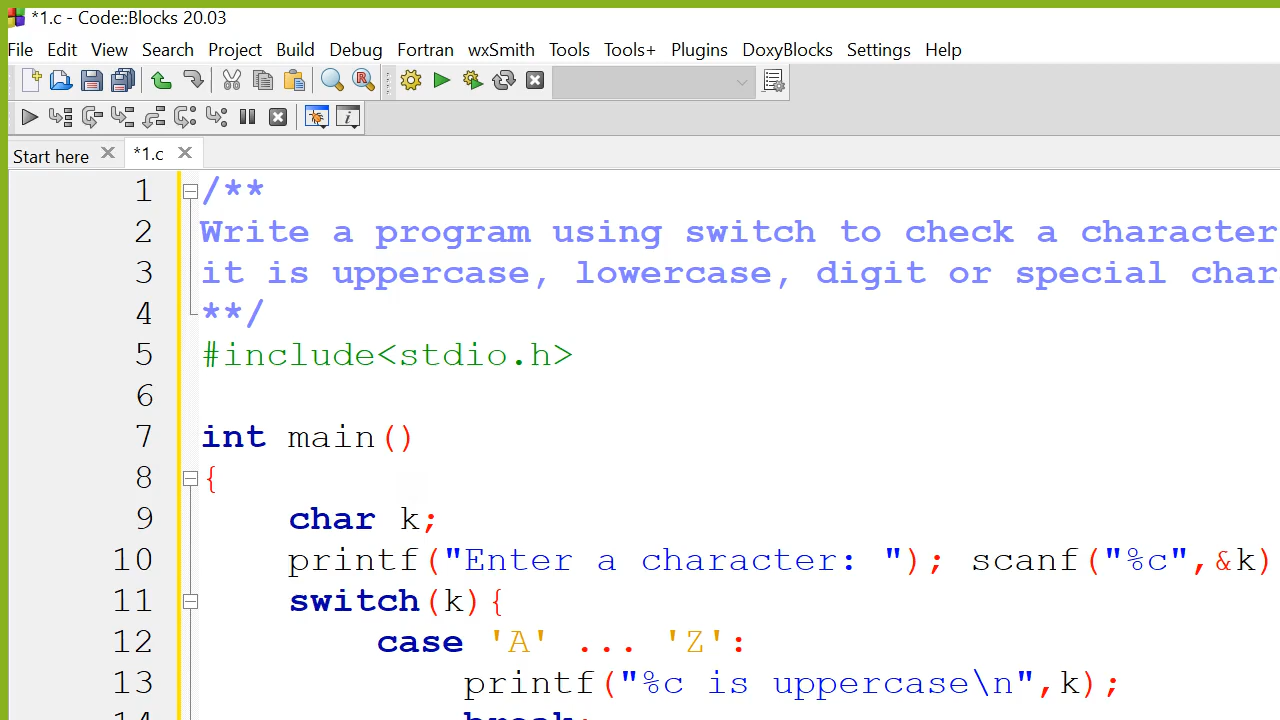 *1.c - Code::Blocks 20.03
File Edit View Search Project Build Debug Fortran wxSmith Tools Tools+ Plugins DoxyBlocks Settings Help
Start here *1.c
1 /**
2 Write a program using switch to check a character
3 it is uppercase, lowercase, digit or special char
4 **/
5 #include<stdio.h>
6
7 int main()
8 {
9 char k;
10 printf("Enter a character: "); scanf("%c",&k)
11 switch(k){
12 case 'A' ... 'Z':
13 printf("%c is uppercase\n",k);
14 break;